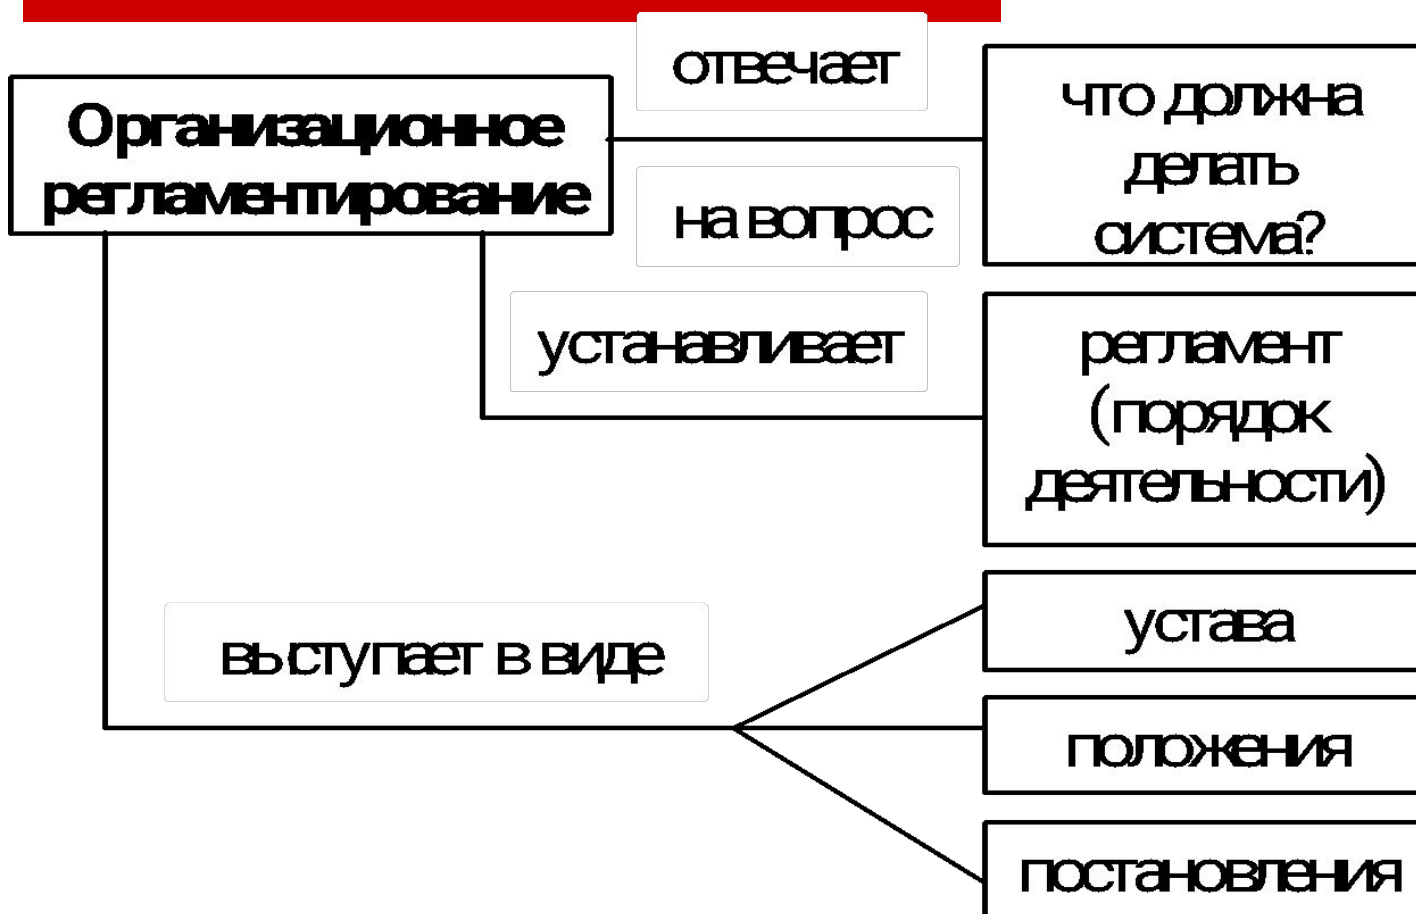 отвечает
Организационное
регламентирование
что должна
делать
система?
на вопрос
устанавливает
регламент
(порядок
деятельности)
выступает в виде
устава
положения
постановления